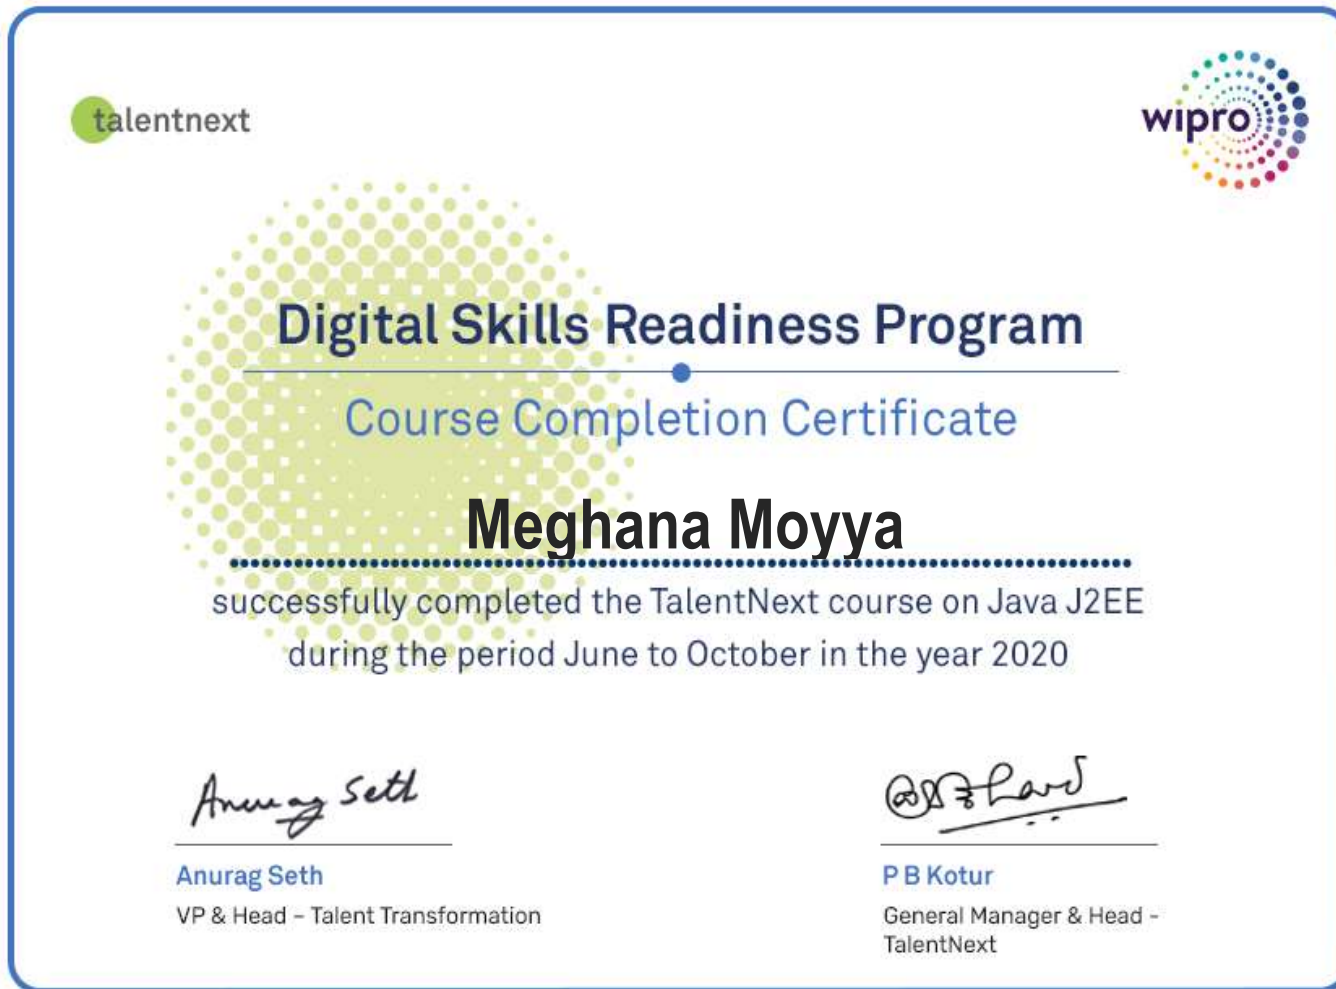 talentnext
wipro
Digital Skills Readiness Program
Course Completion Certificate
Meghana Moyya
successfully completed the TalentNext course on Java J2EE
during the period June to October in the year 2020
Anurag Seth
Anurag Seth
VP & Head – Talent Transformation
P B Kotur
General Manager & Head -
TalentNext